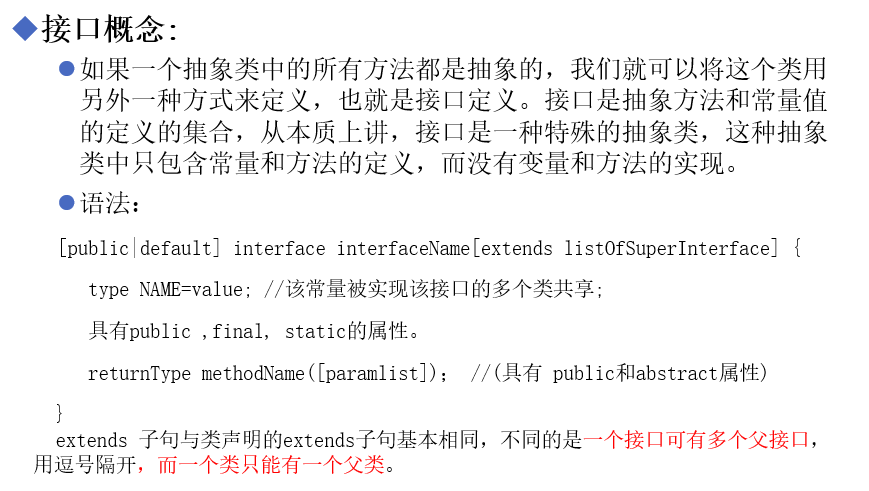 接口概念:
如果一个抽象类中的所有方法都是抽象的，我们就可以将这个类用
另外一种方式来定义，也就是接口定义。接口是抽象方法和常量值
的定义的集合，从本质上讲，接口是一种特殊的抽象类，这种抽象
类中只包含常量和方法的定义，而没有变量和方法的实现。
语法：
[public|default] interface interfaceName[extends listOfSuperInterface] {
type NAME=value; //该常量被实现该接口的多个类共享;
具有public ,final, static的属性。
returnType methodName([paramlist]); //(具有 public和abstract属性)
}
extends 子句与类声明的extends子句基本相同，不同的是一个接口可有多个父接口，
用逗号隔开，而一个类只能有一个父类。